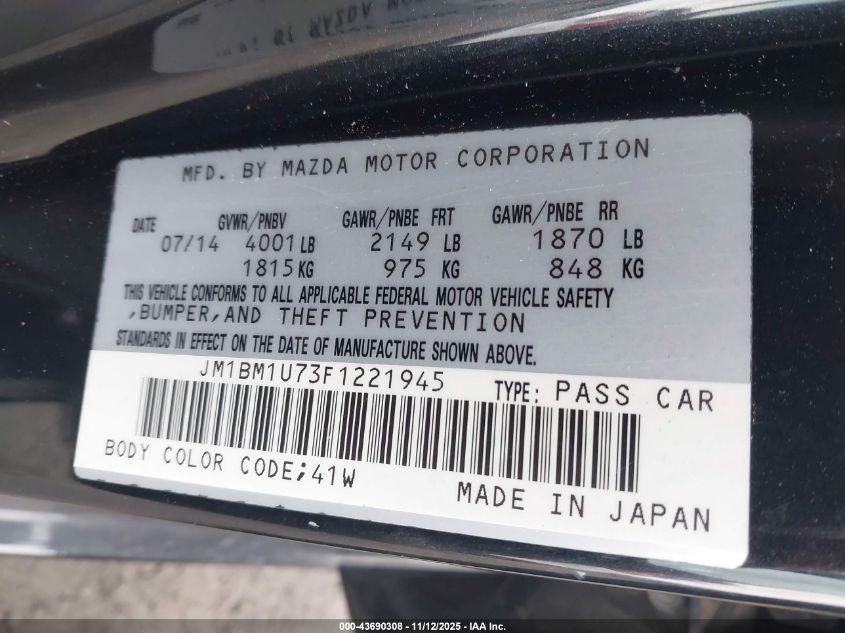 MFD. BY MAZDA MOTOR CORPORATION
DATE GVWR/PNBV GAWR/PNBE FRT GAWR/PNBE RR
07/14 4001 LB 2149 LB 1870 LB
1815 KG 975 KG 848 KG
THIS VEHICLE CONFORMS TO ALL APPLICABLE FEDERAL MOTOR VEHICLE SAFETY
,BUMPER,AND THEFT PREVENTION
STANDARDS IN EFFECT ON THE DATE OF MANUFACTURE SHOWN ABOVE.
JM1BM1U73F1221945 TYPE: PASS CAR
BODY COLOR CODE;41W
MADE IN JAPAN
000-43690308 - 11/12/2025 - IAA Inc.